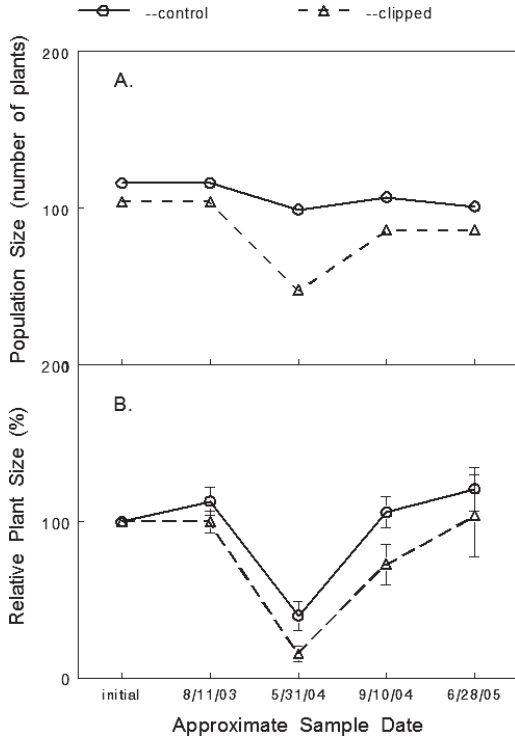 --control --clipped
200
A.
Population Size (number of plants)
100
0
200
B.
Relative Plant Size (%)
100
0
initial 8/11/03 5/31/04 9/10/04 6/28/05
Approximate Sample Date